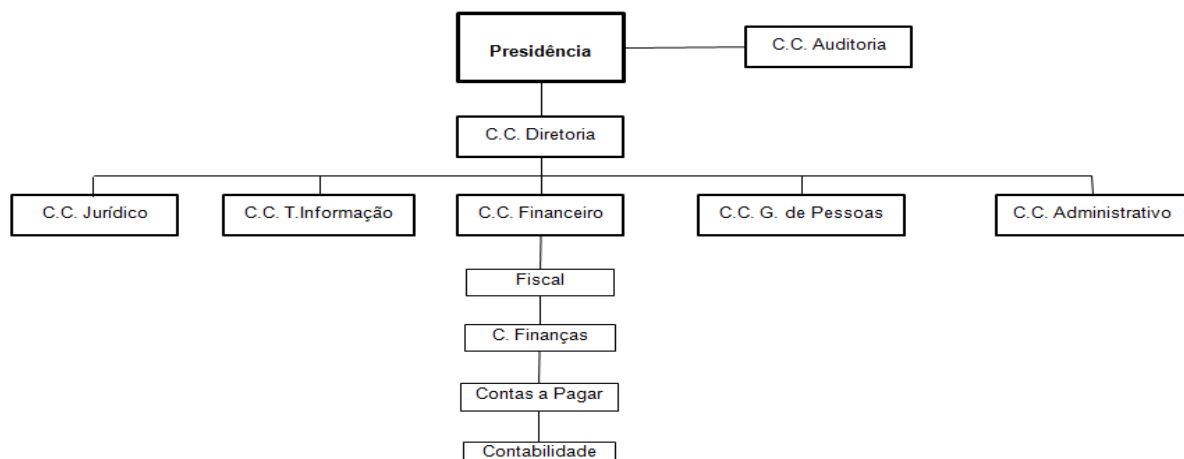 Presidência
C.C. Auditoria
C.C. Diretoria
C.C. Jurídico
C.C. T.Informação
C.C. Financeiro
C.C. G. de Pessoas
C.C. Administrativo
Fiscal
C. Finanças
Contas a Pagar
Contabilidade